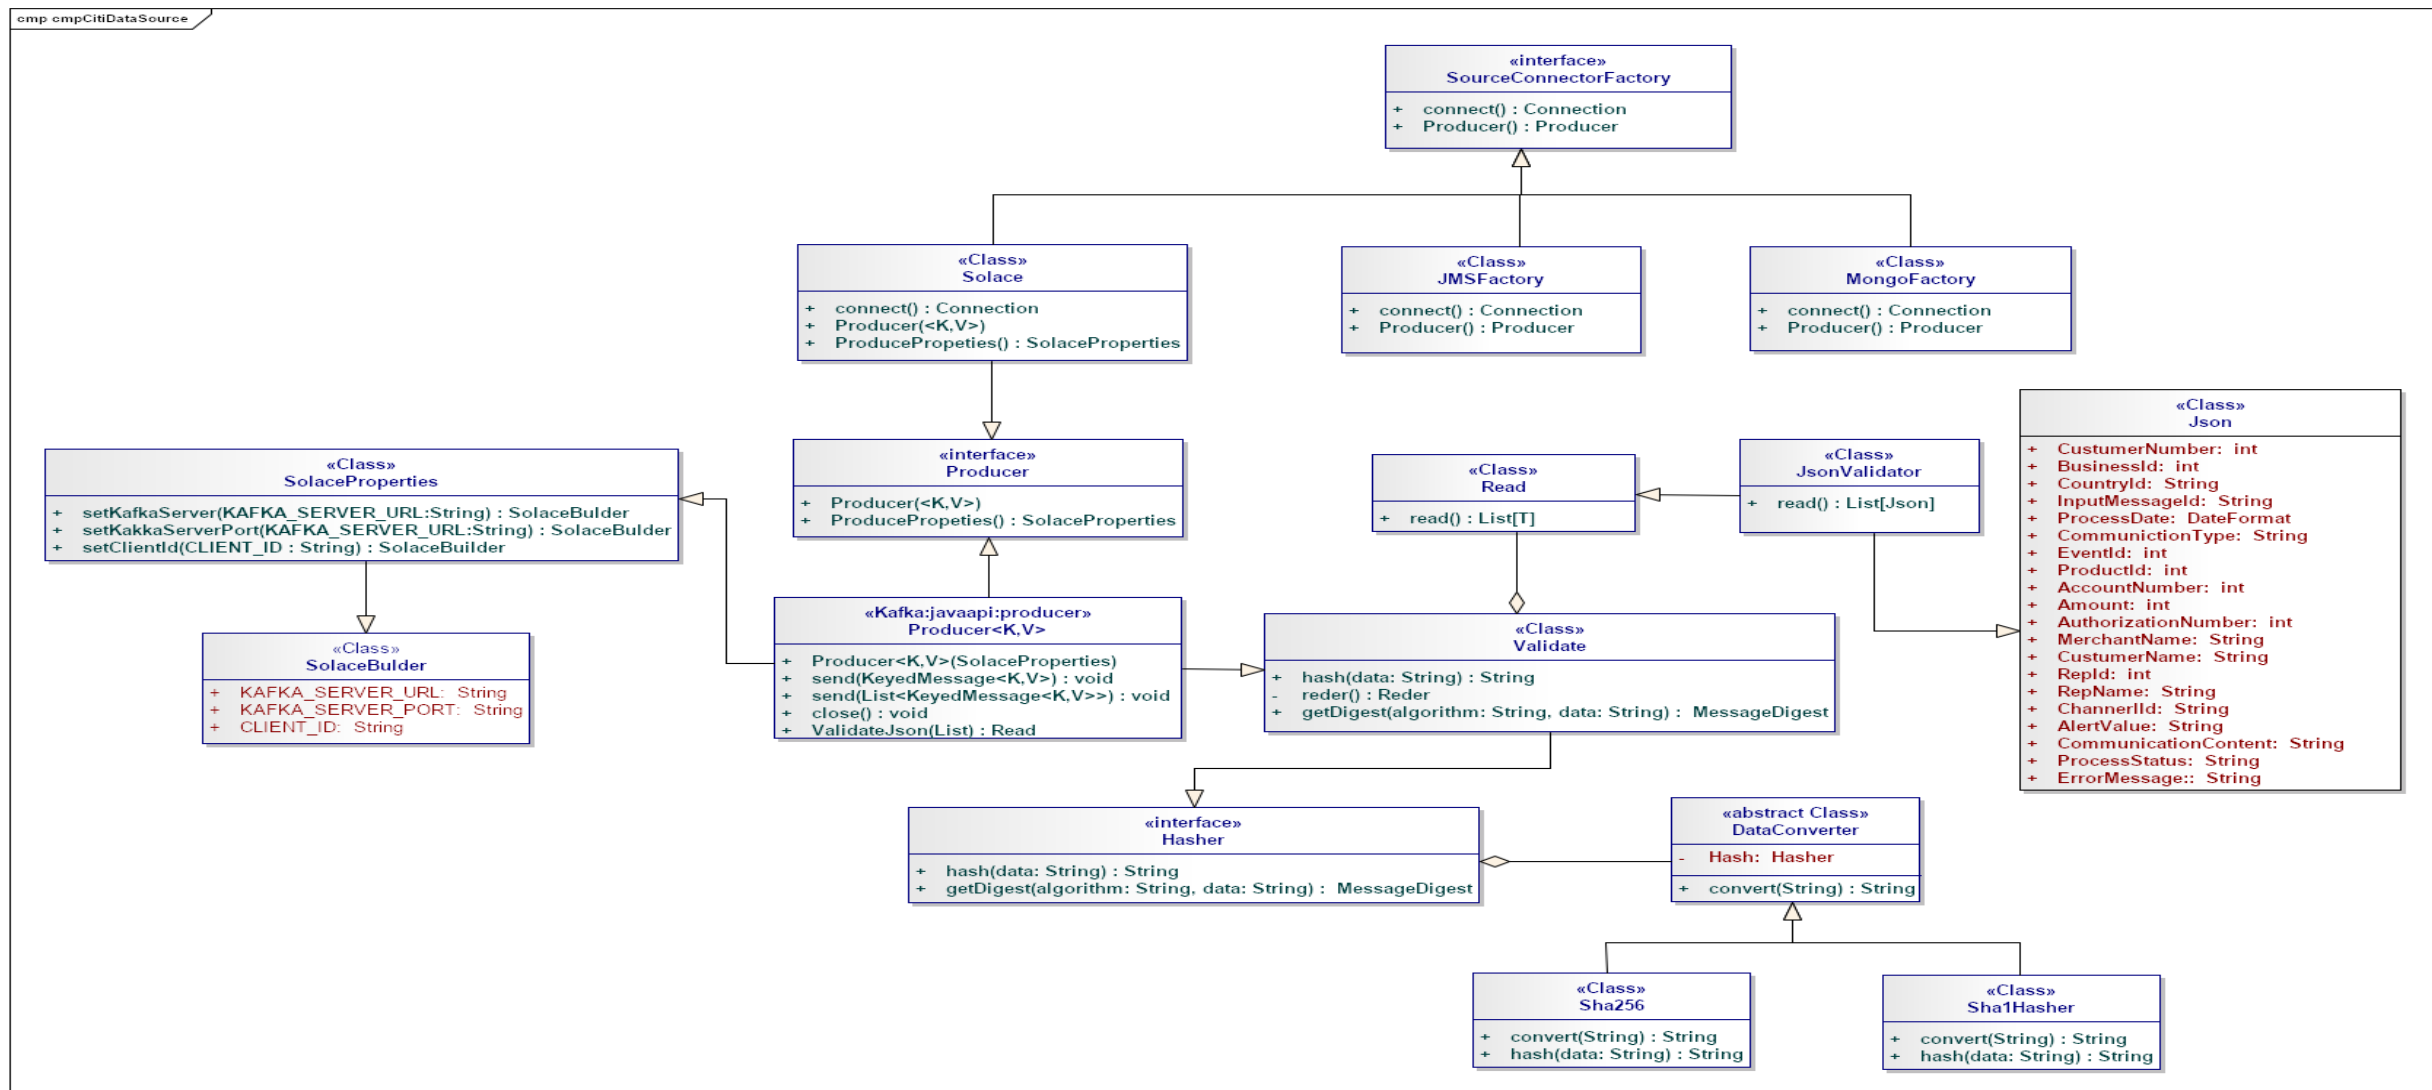 cmp cmpCitiDataSource
«interface»
SourceConnectorFactory
+ connect() : Connection
+ Producer() : Producer
«Class»
Solace
+ connect() : Connection
+ Producer(<K,V>)
+ ProducePropeties() : SolaceProperties
«Class»
JMSFactory
+ connect() : Connection
+ Producer() : Producer
«Class»
MongoFactory
+ connect() : Connection
+ Producer() : Producer
«Class»
SolaceProperties
+ setKafkaServer(KAFKA_SERVER_URL:String) : SolaceBulder
+ setKakkaServerPort(KAFKA_SERVER_URL:String) : SolaceBulder
+ setClientId(CLIENT_ID : String) : SolaceBuilder
«interface»
Producer
+ Producer(<K,V>)
+ ProducePropeties() : SolaceProperties
«Class»
Read
+ read() : List[T]
«Class»
JsonValidator
+ read() : List[Json]
«Class»
Json
+ CustumerNumber: int
+ BusinessId: int
+ CountryId: String
+ InputMessageId: String
+ ProcessDate: DateFormat
+ CommunictionType: String
+ EventId: int
+ ProductId: int
+ AccountNumber: int
+ Amount: int
+ AuthorizationNumber: int
+ MerchantName: String
+ CustumerName: String
+ RepId: int
+ RepName: String
+ ChannerlId: String
+ AlertValue: String
+ CommunicationContent: String
+ ProcessStatus: String
+ ErrorMessage:: String
«Class»
SolaceBulder
+ KAFKA_SERVER_URL: String
+ KAFKA_SERVER_PORT: String
+ CLIENT_ID: String
«Kafka:javaapi:producer»
Producer<K,V>
+ Producer<K,V>(SolaceProperties)
+ send(KeyedMessage<K,V>) : void
+ send(List<KeyedMessage<K,V>>) : void
+ close() : void
+ ValidateJson(List) : Read
«Class»
Validate
+ hash(data: String) : String
- reder() : Reder
+ getDigest(algorithm: String, data: String) : MessageDigest
«interface»
Hasher
+ hash(data: String) : String
+ getDigest(algorithm: String, data: String) : MessageDigest
«abstract Class»
DataConverter
- Hash: Hasher
+ convert(String) : String
«Class»
Sha256
+ convert(String) : String
+ hash(data: String) : String
«Class»
Sha1Hasher
+ convert(String) : String
+ hash(data: String) : String